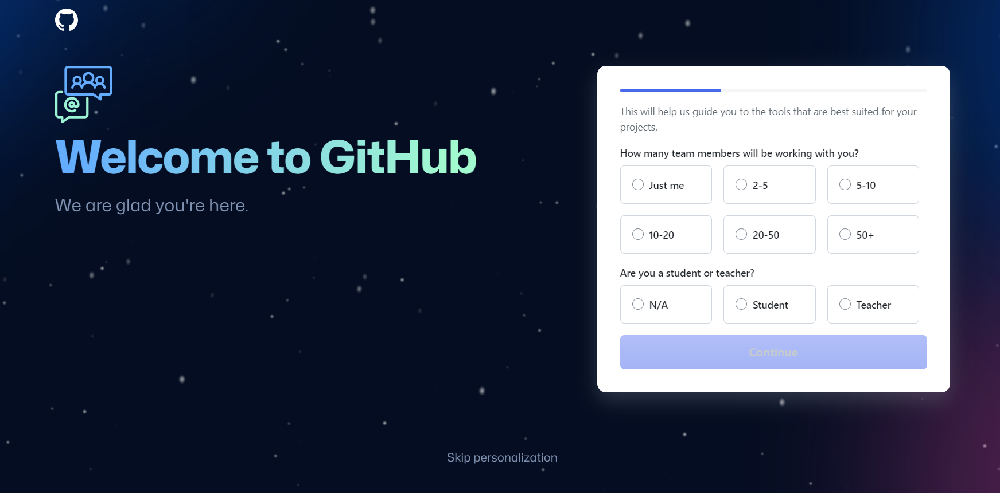 @
Welcome to GitHub
We are glad you're here.
This will help us guide you to the tools that are best suited for your
projects.
How many team members will be working with you?
Just me
2-5
5-10
10-20
20-50
50+
Are you a student or teacher?
N/A
Student
Teacher
Continue
Skip personalization